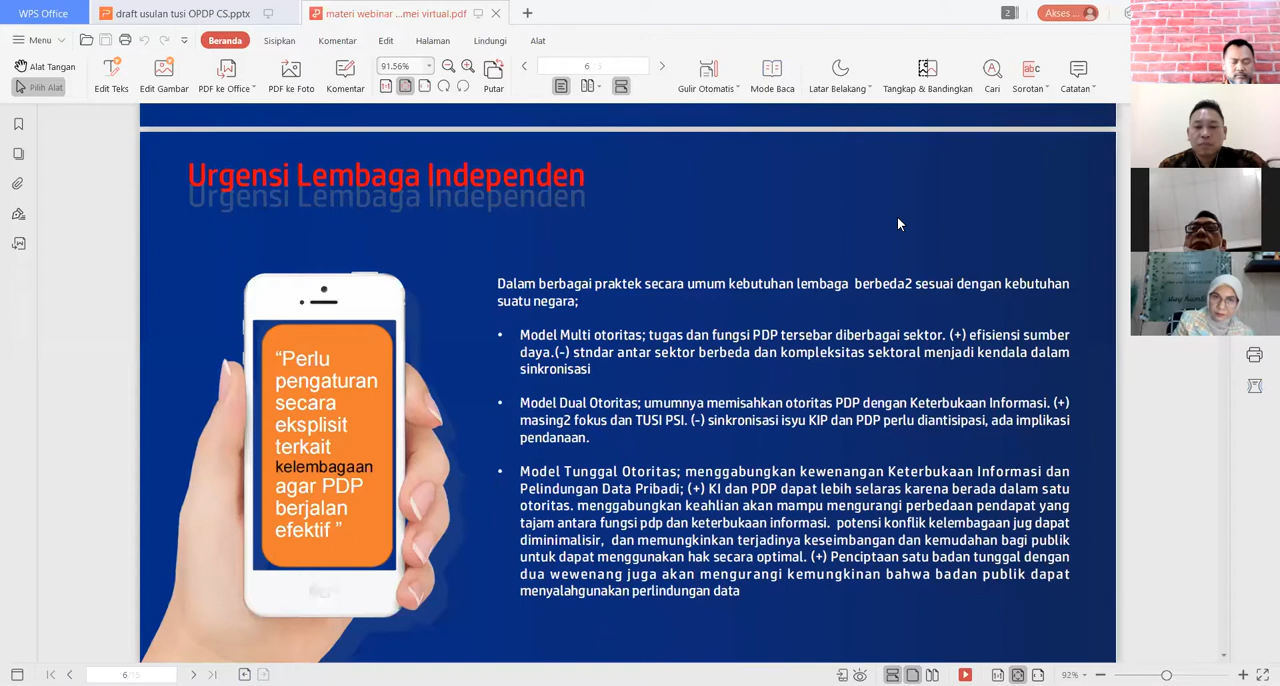 WPS Office
draft usulan tusi OPDP CS.pptx
materi webinar ...mei virtual.pdf
2
Akses ...
Menu
Beranda
Sisipkan
Komentar
Edit
Halaman
Lindungi
Alat
Alat Tangan
Pilih Alat
Edit Teks
Edit Gambar
PDF ke Office
PDF ke Foto
Komentar
91.56%
Putar
6
Gulir Otomatis
Mode Baca
Latar Belakang
Tangkap & Bandingkan
Cari
Sorotan
Catatan
Urgensi Lembaga Independen
“Perlu
pengaturan
secara
eksplisit
terkait
kelembagaan
agar PDP
berjalan
efektif ”
Dalam berbagai praktek secara umum kebutuhan lembaga berbeda2 sesuai dengan kebutuhan
suatu negara;
• Model Multi otoritas; tugas dan fungsi PDP tersebar diberbagai sektor. (+) efisiensi sumber
daya.(-) stndar antar sektor berbeda dan kompleksitas sektoral menjadi kendala dalam
sinkronisasi
• Model Dual Otoritas; umumnya memisahkan otoritas PDP dengan Keterbukaan Informasi. (+)
masing2 fokus dan TUSI PSI. (-) sinkronisasi isyu KIP dan PDP perlu diantisipasi, ada implikasi
pendanaan.
• Model Tunggal Otoritas; menggabungkan kewenangan Keterbukaan Informasi dan
Pelindungan Data Pribadi; (+) KI dan PDP dapat lebih selaras karena berada dalam satu
otoritas. menggabungkan keahlian akan mampu mengurangi perbedaan pendapat yang
tajam antara fungsi pdp dan keterbukaan informasi. potensi konflik kelembagaan jug dapat
diminimalisir, dan memungkinkan terjadinya keseimbangan dan kemudahan bagi publik
untuk dapat menggunakan hak secara optimal. (+) Penciptaan satu badan tunggal dengan
dua wewenang juga akan mengurangi kemungkinan bahwa badan publik dapat
menyalahgunakan perlindungan data
92%